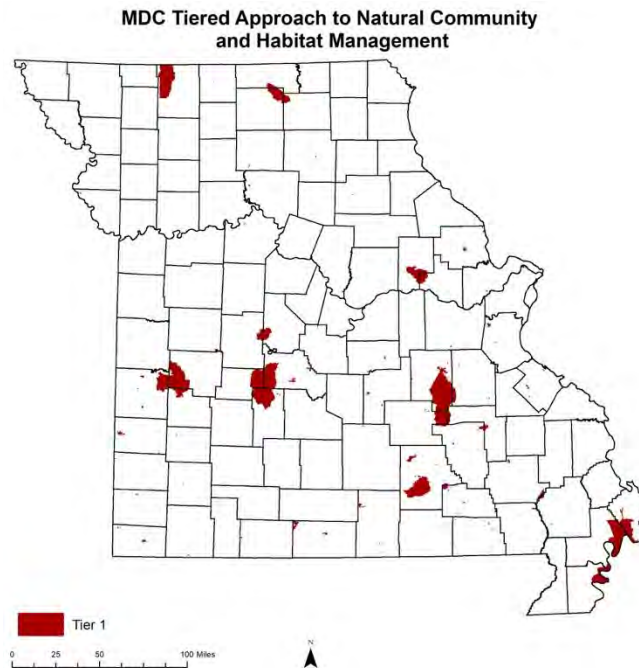 MDC Tiered Approach to Natural Community
and Habitat Management
Tier 1
0 25 50 100 Miles
N